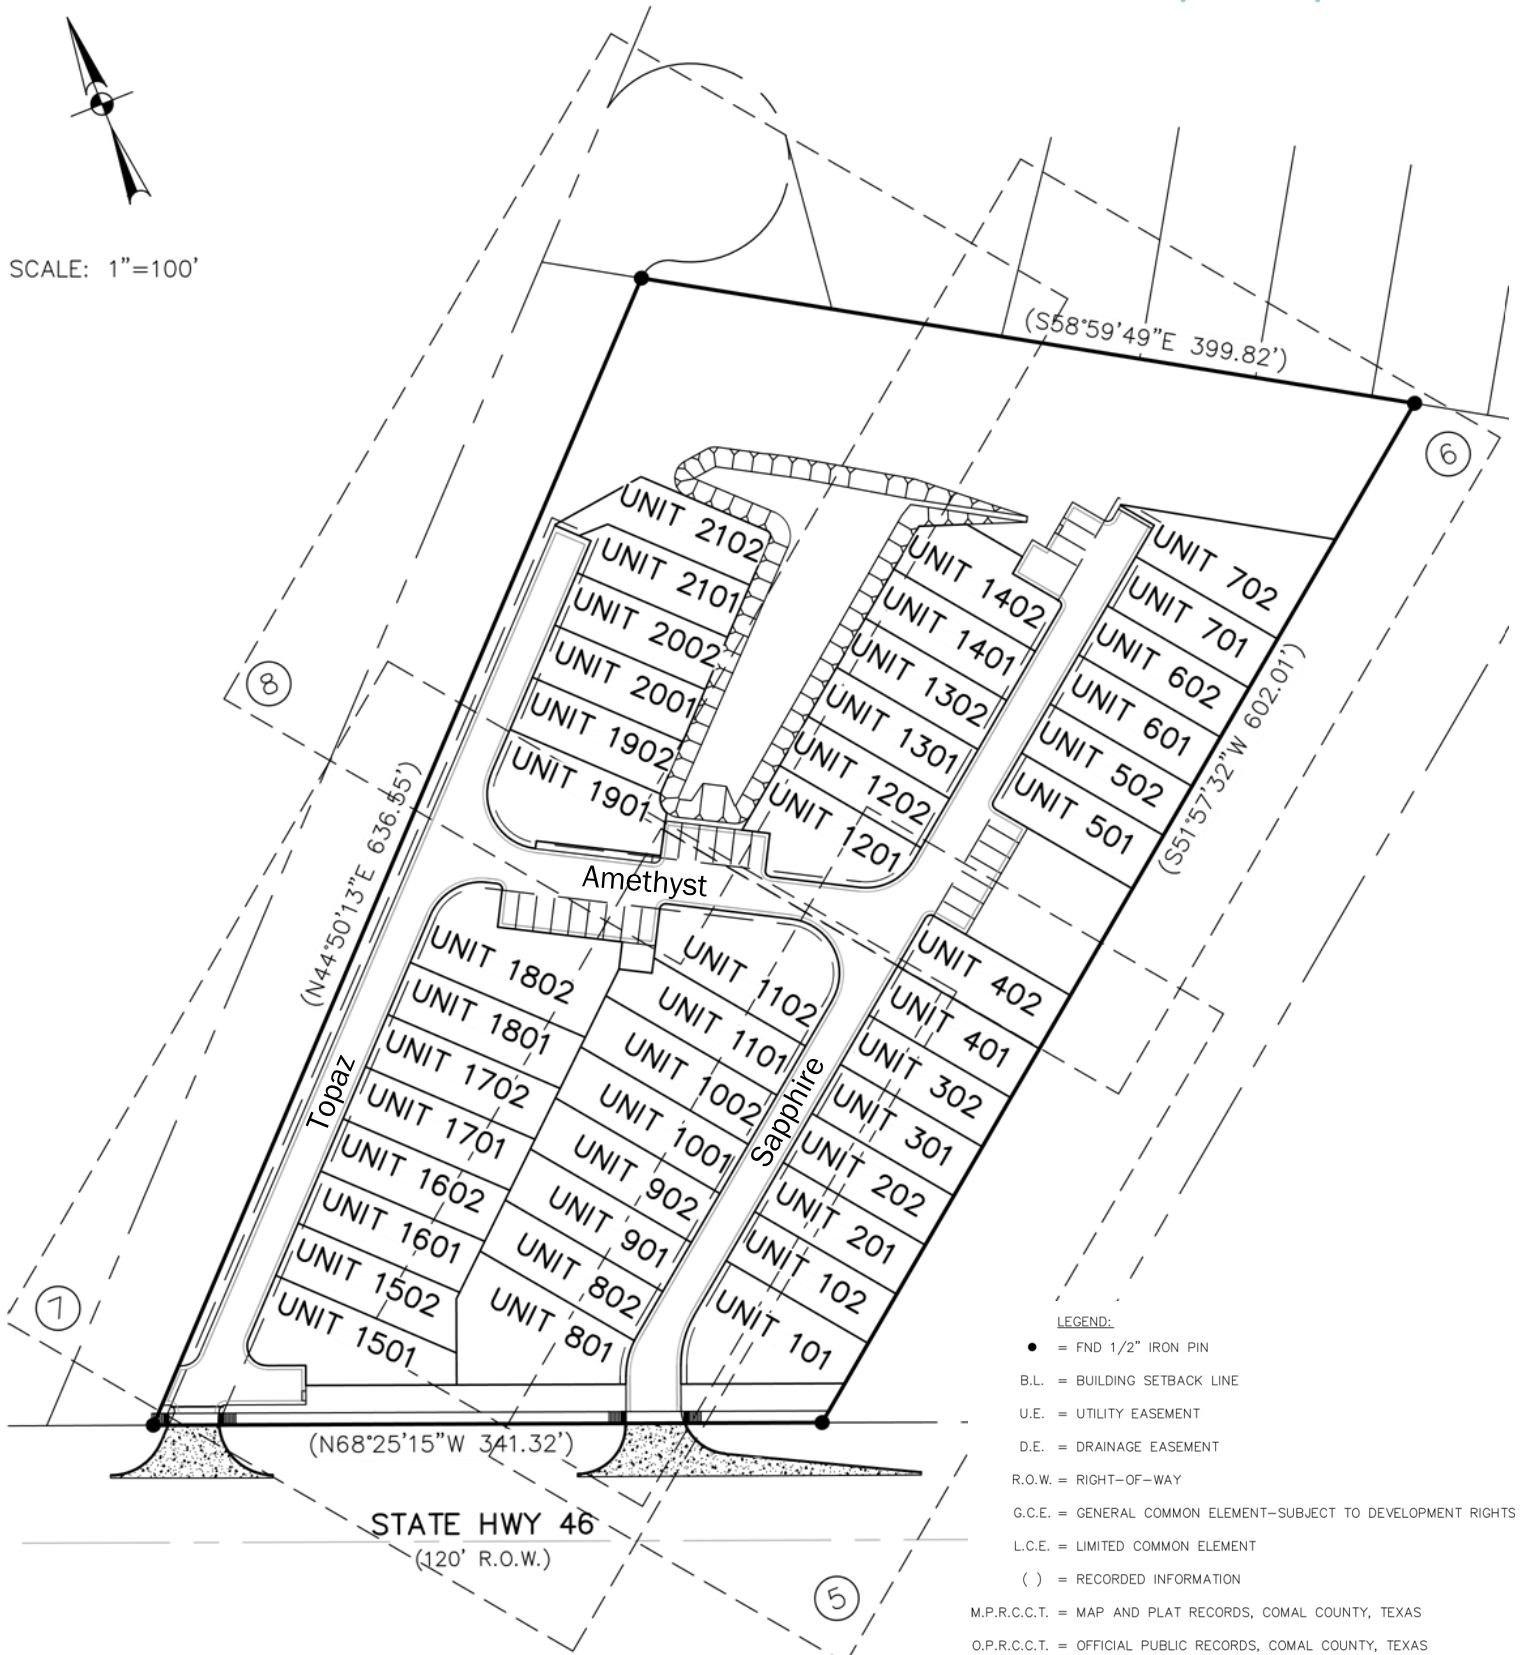 SCALE: 1"=100'
(S58°59'49"E 399.82')
6
UNIT 2102
UNIT 2101
UNIT 2002
UNIT 2001
UNIT 1902
UNIT 1901
UNIT 1402
UNIT 1401
UNIT 1302
UNIT 1301
UNIT 1202
UNIT 1201
UNIT 702
UNIT 701
UNIT 602
UNIT 601
UNIT 502
UNIT 501
(S51°57'32"W 602.01')
8
(N44°50'13"E 636.55')
Amethyst
UNIT 1802
UNIT 1801
UNIT 1702
UNIT 1701
UNIT 1602
UNIT 1601
UNIT 1502
UNIT 1501
Topaz
UNIT 1102
UNIT 1101
UNIT 1002
UNIT 1001
UNIT 902
UNIT 901
UNIT 802
UNIT 801
Sapphire
UNIT 402
UNIT 401
UNIT 302
UNIT 301
UNIT 202
UNIT 201
UNIT 102
UNIT 101
7
(N68°25'15"W 341.32')
STATE HWY 46
(120' R.O.W.)
5
LEGEND:
● = FND 1/2" IRON PIN
B.L. = BUILDING SETBACK LINE
U.E. = UTILITY EASEMENT
D.E. = DRAINAGE EASEMENT
R.O.W. = RIGHT-OF-WAY
G.C.E. = GENERAL COMMON ELEMENT-SUBJECT TO DEVELOPMENT RIGHTS
L.C.E. = LIMITED COMMON ELEMENT
( ) = RECORDED INFORMATION
M.P.R.C.C.T. = MAP AND PLAT RECORDS, COMAL COUNTY, TEXAS
O.P.R.C.C.T. = OFFICIAL PUBLIC RECORDS, COMAL COUNTY, TEXAS